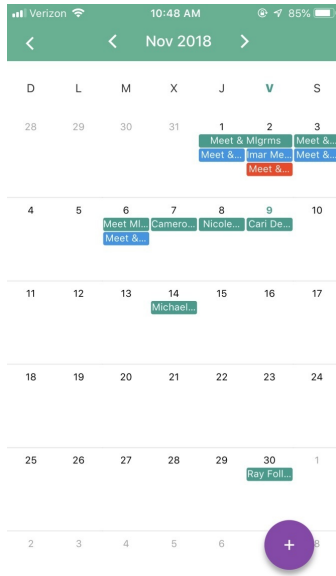 Verizon 10:48 AM 85%
Nov 2018
D L M X J V S
28 29 30 31 1 2 3
Meet & Mlgrms Meet &...
Meet &... Imar Me... Meet &...
Meet &...
4 5 6 7 8 9 10
Meet Ml... Camero... Nicole... Cari De...
Meet &...
11 12 13 14 15 16 17
Michael...
18 19 20 21 22 23 24
25 26 27 28 29 30 1
Ray Foll...
2 3 4 5 6 8
+